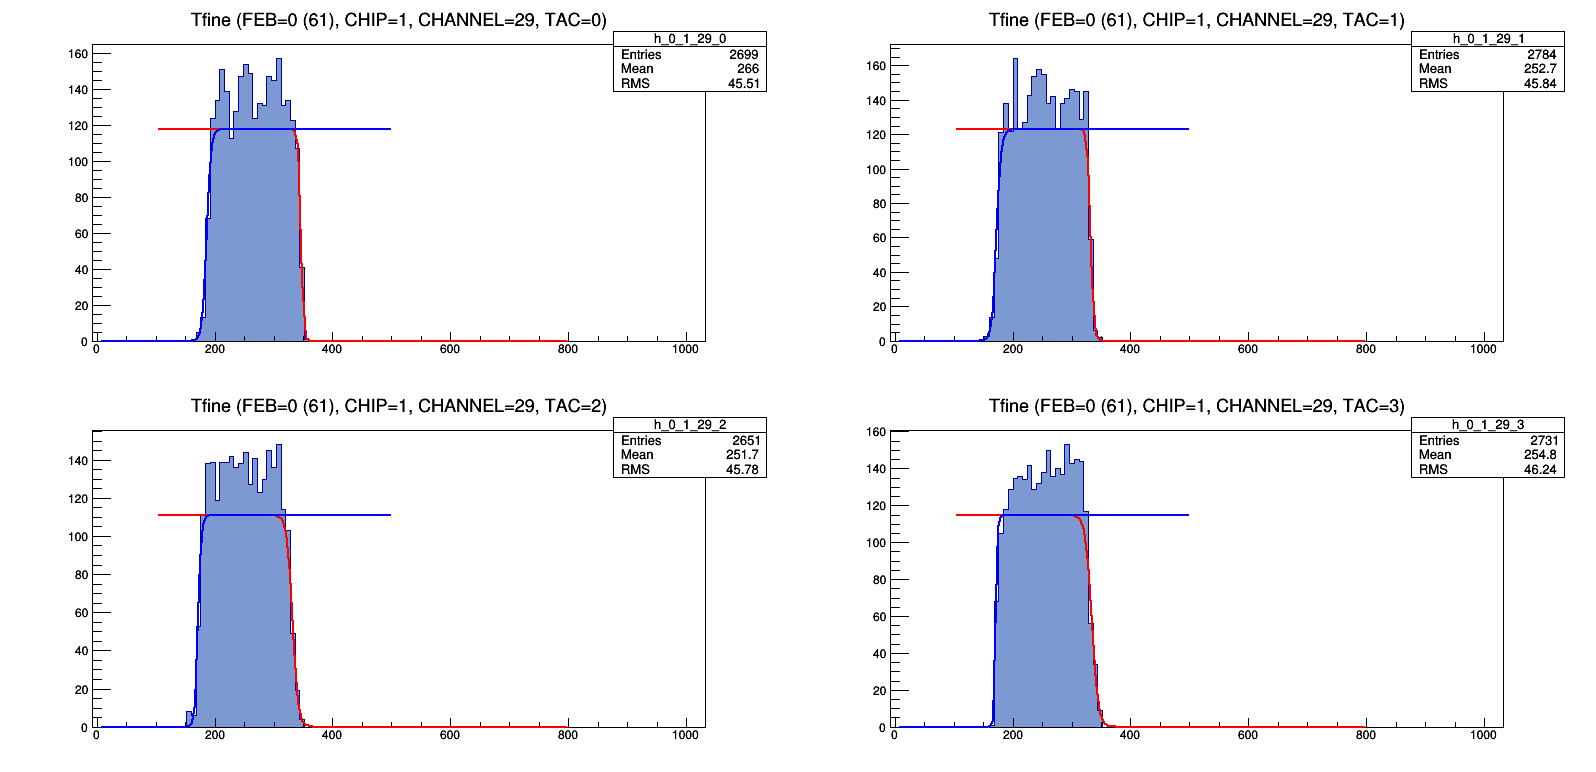 Tfine (FEB=0 (61), CHIP=1, CHANNEL=29, TAC=0)
h_0_1_29_0
Entries 2699
Mean 266
RMS 45.51
160
140
120
100
80
60
40
20
0
0 200 400 600 800 1000
Tfine (FEB=0 (61), CHIP=1, CHANNEL=29, TAC=1)
h_0_1_29_1
Entries 2784
Mean 252.7
RMS 45.84
160
140
120
100
80
60
40
20
0
0 200 400 600 800 1000
Tfine (FEB=0 (61), CHIP=1, CHANNEL=29, TAC=2)
h_0_1_29_2
Entries 2651
Mean 251.7
RMS 45.78
140
120
100
80
60
40
20
0
0 200 400 600 800 1000
Tfine (FEB=0 (61), CHIP=1, CHANNEL=29, TAC=3)
h_0_1_29_3
Entries 2731
Mean 254.8
RMS 46.24
160
140
120
100
80
60
40
20
0
0 200 400 600 800 1000